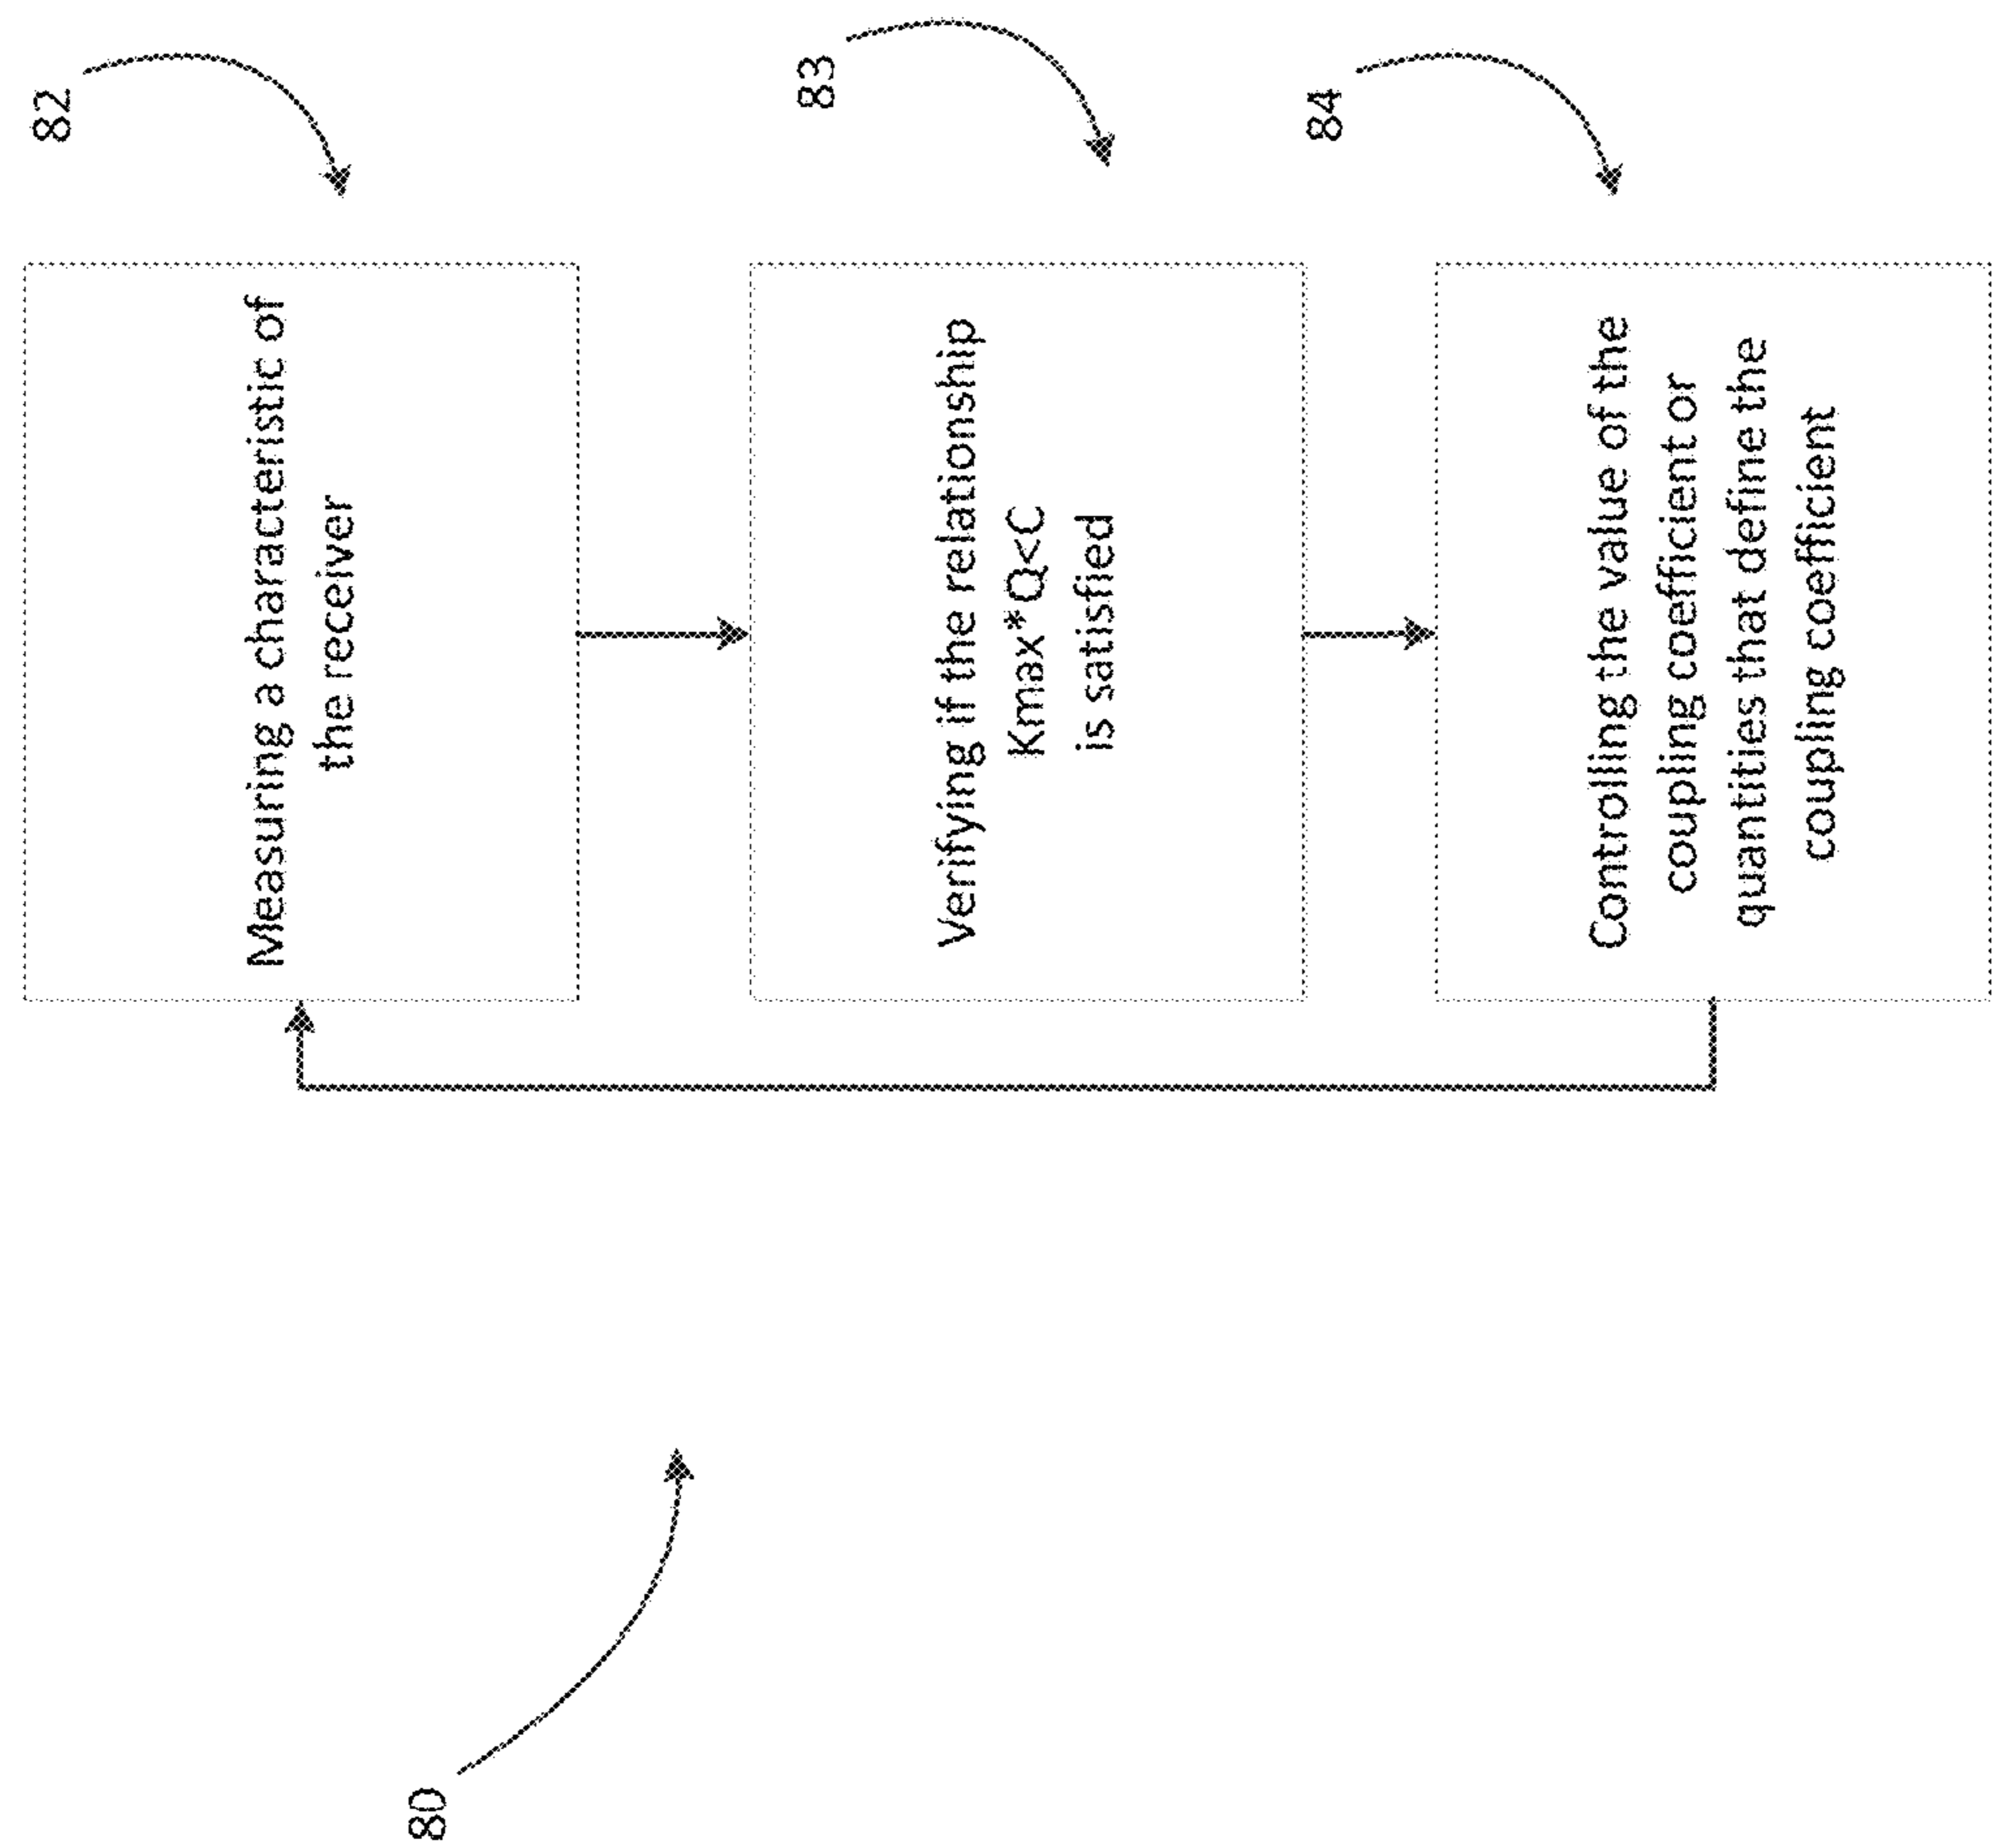 82
Measuring a characteristic of
the receiver
83
Verifying if the relationship
Kmax*Q<C
is satisfied
84
Controlling the value of the
coupling coefficient or
quantities that define the
coupling coefficient
80